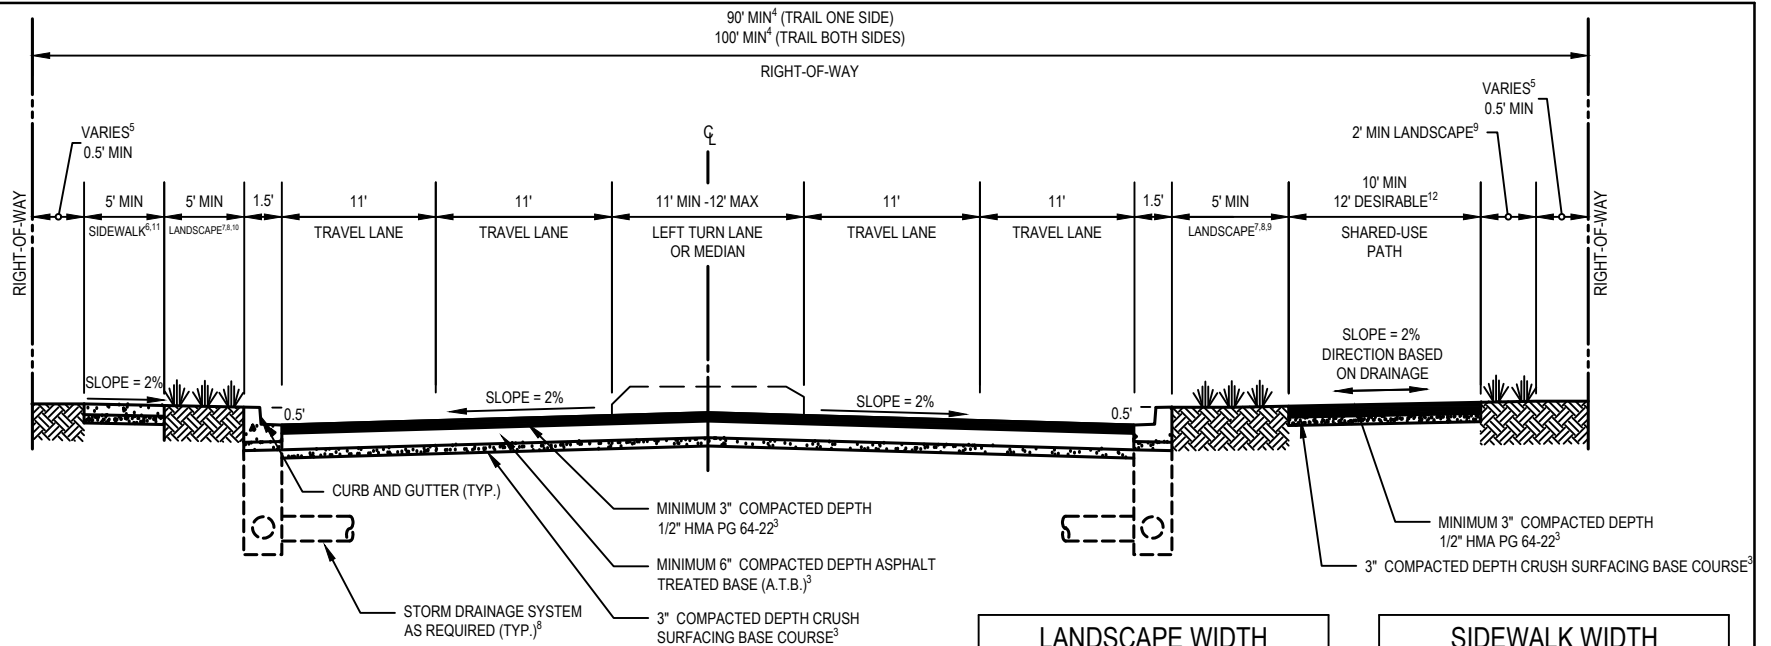 90' MIN⁴ (TRAIL ONE SIDE)
100' MIN⁴ (TRAIL BOTH SIDES)
RIGHT-OF-WAY
VARIES⁵
0.5' MIN
VARIES⁵
0.5' MIN
2' MIN LANDSCAPE⁹
CL
RIGHT-OF-WAY
5' MIN
SIDEWALK⁶,¹¹
5' MIN
LANDSCAPE⁷,⁸,¹⁰
1.5'
11'
TRAVEL LANE
11'
TRAVEL LANE
11' MIN -12' MAX
LEFT TURN LANE
OR MEDIAN
11'
TRAVEL LANE
11'
TRAVEL LANE
1.5'
5' MIN
LANDSCAPE⁷,⁸,⁹
10' MIN
12' DESIRABLE¹²
SHARED-USE
PATH
RIGHT-OF-WAY
SLOPE = 2%
0.5'
SLOPE = 2%
SLOPE = 2%
0.5'
SLOPE = 2%
DIRECTION BASED
ON DRAINAGE
CURB AND GUTTER (TYP.)
MINIMUM 3" COMPACTED DEPTH
1/2" HMA PG 64-22³
MINIMUM 6" COMPACTED DEPTH ASPHALT
TREATED BASE (A.T.B.)³
3" COMPACTED DEPTH CRUSH
SURFACING BASE COURSE³
STORM DRAINAGE SYSTEM
AS REQUIRED (TYP.)⁸
MINIMUM 3" COMPACTED DEPTH
1/2" HMA PG 64-22³
3" COMPACTED DEPTH CRUSH SURFACING BASE COURSE³
LANDSCAPE WIDTH
SIDEWALK WIDTH